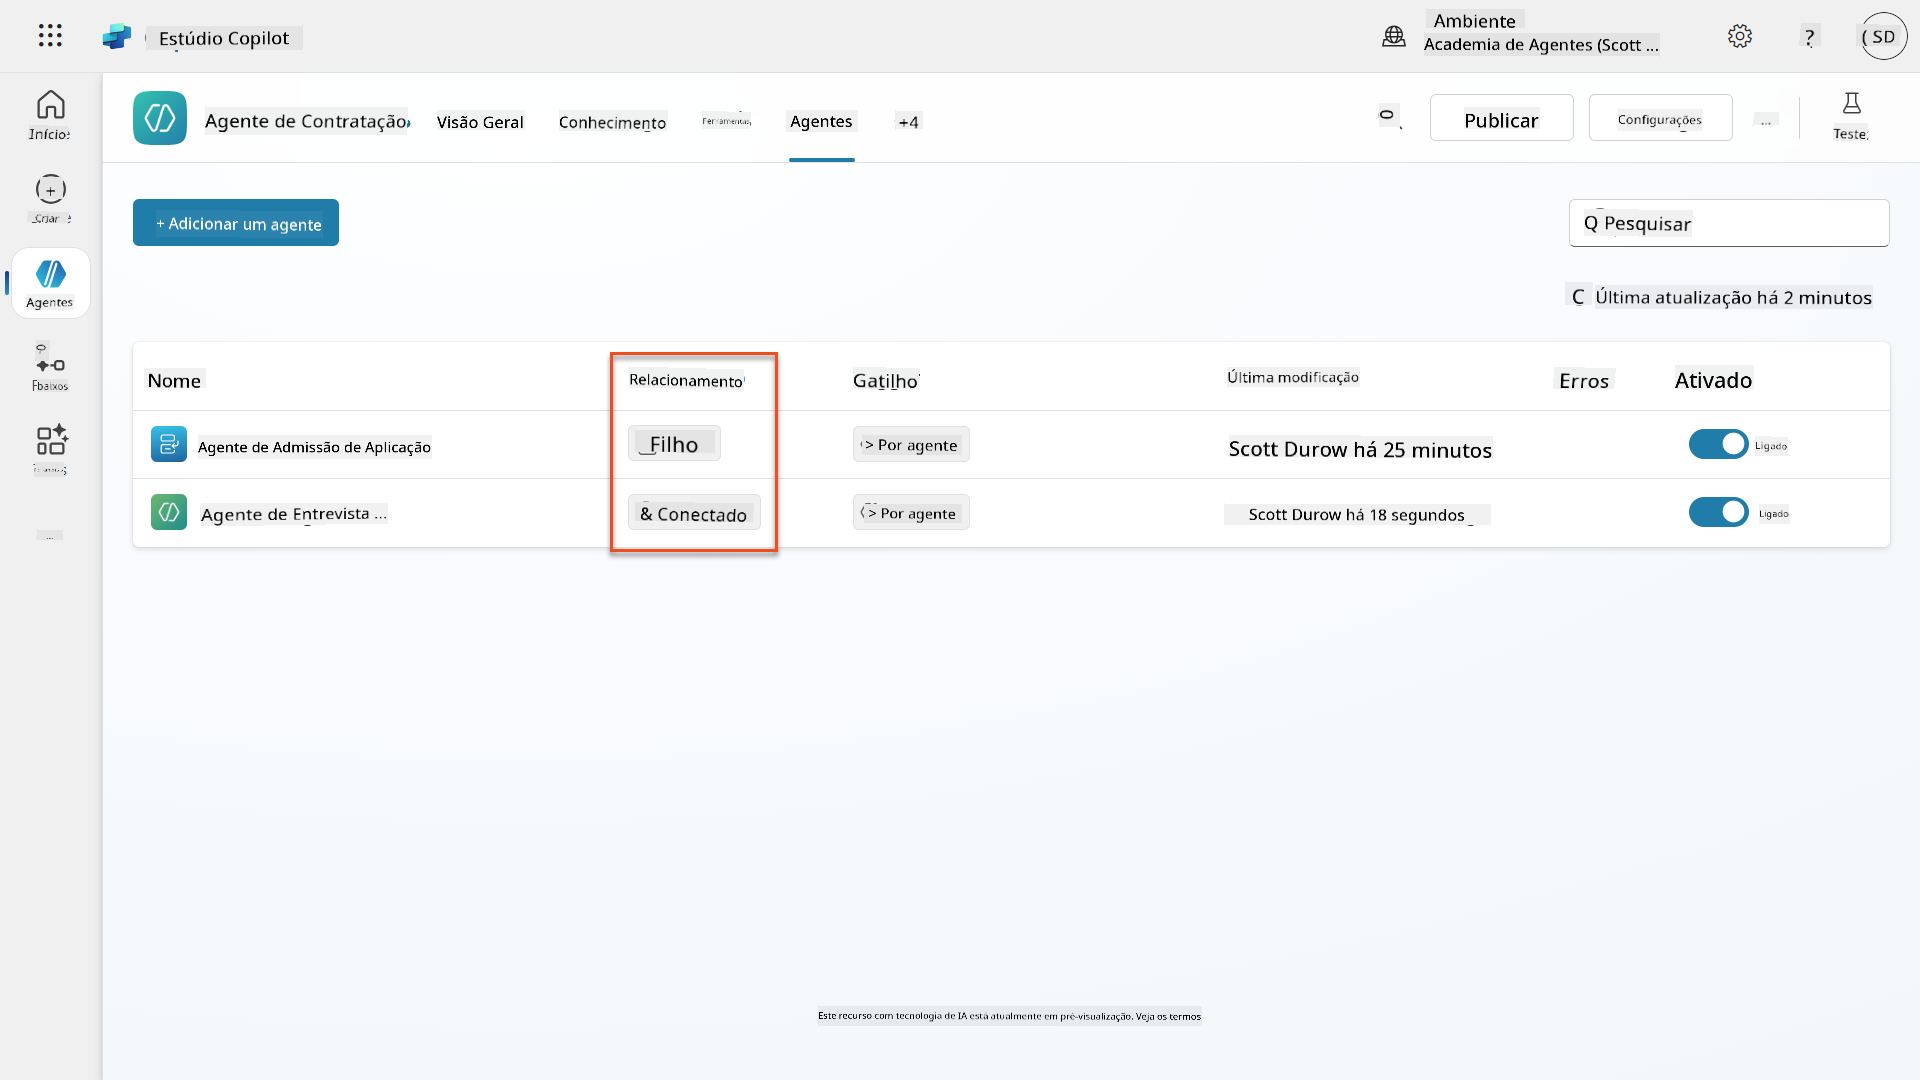 Estúdio Copilot
Ambiente
Academia de Agentes (Scott ...
?
SD
Início
Agente de Contratação
Visão Geral
Conhecimento
Ferramentas
Agentes
+4
Publicar
Configurações
...
Teste
Criar
+ Adicionar um agente
Q Pesquisar
Agentes
C Última atualização há 2 minutos
Fbaixos
Nome
Relacionamento
Gatilho
Última modificação
Erros
Ativado
Agente de Admissão de Aplicação
Filho
> Por agente
Scott Durow há 25 minutos
Ligado
Agente de Entrevista ...
& Conectado
> Por agente
Scott Durow há 18 segundos
Ligado
...
Este recurso com tecnologia de IA está atualmente em pré-visualização. Veja os termos